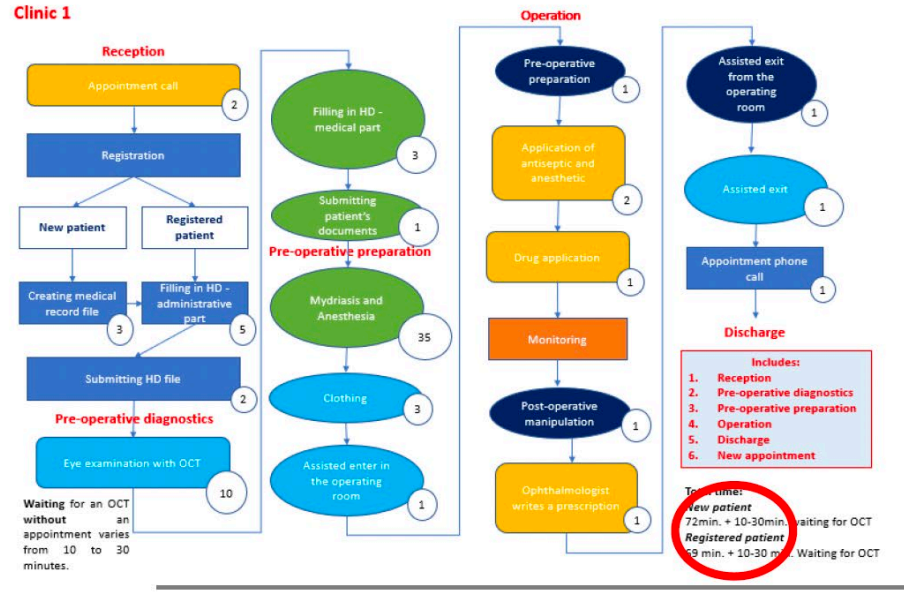 Clinic 1
Reception
Appointment call
2
Registration
New patient
Registered
patient
Creating medical
record file
3
Filling in HD -
administrative
part
5
Submitting HD file
2
Pre-operative diagnostics
Eye examination with OCT
10
Waiting for an OCT
without an
appointment varies
from 10 to 30
minutes.
Filling in HD -
medical part
3
Submitting
patient's
documents
1
Pre-operative preparation
Mydriasis and
Anesthesia
35
Clothing
3
Assisted enter in
the operating
room
1
Operation
Pre-operative
preparation
1
Application of
antiseptic and
anesthetic
2
Drug application
1
Monitoring
Post-operative
manipulation
1
Ophthalmologist
writes a prescription
1
Assisted exit
from the
operating
room
1
Assisted exit
1
Appointment phone
call
1
Discharge
Includes:
1. Reception
2. Pre-operative diagnostics
3. Pre-operative preparation
4. Operation
5. Discharge
6. New appointment
Total time:
New patient
72min. + 10-30min. waiting for OCT
Registered patient
69 min. + 10-30 min. Waiting for OCT